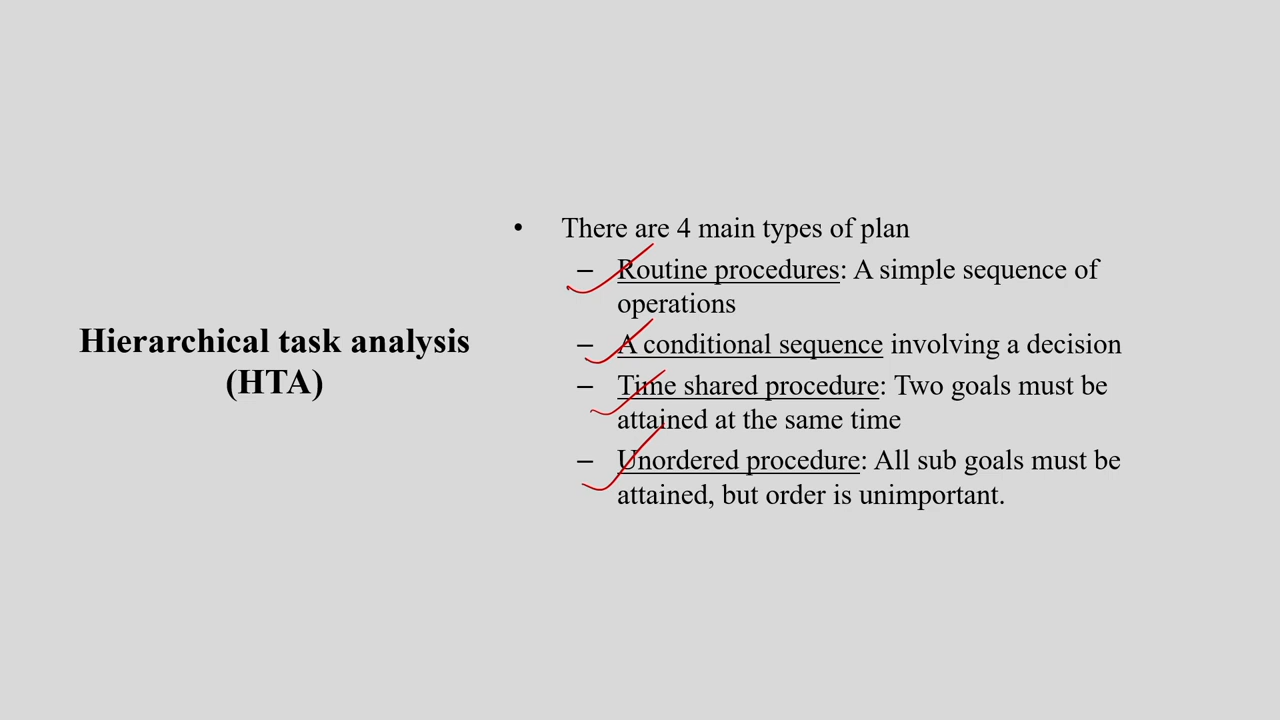 Hierarchical task analysis
(HTA)
• There are 4 main types of plan
– Routine procedures: A simple sequence of
operations
– A conditional sequence involving a decision
– Time shared procedure: Two goals must be
attained at the same time
– Unordered procedure: All sub goals must be
attained, but order is unimportant.